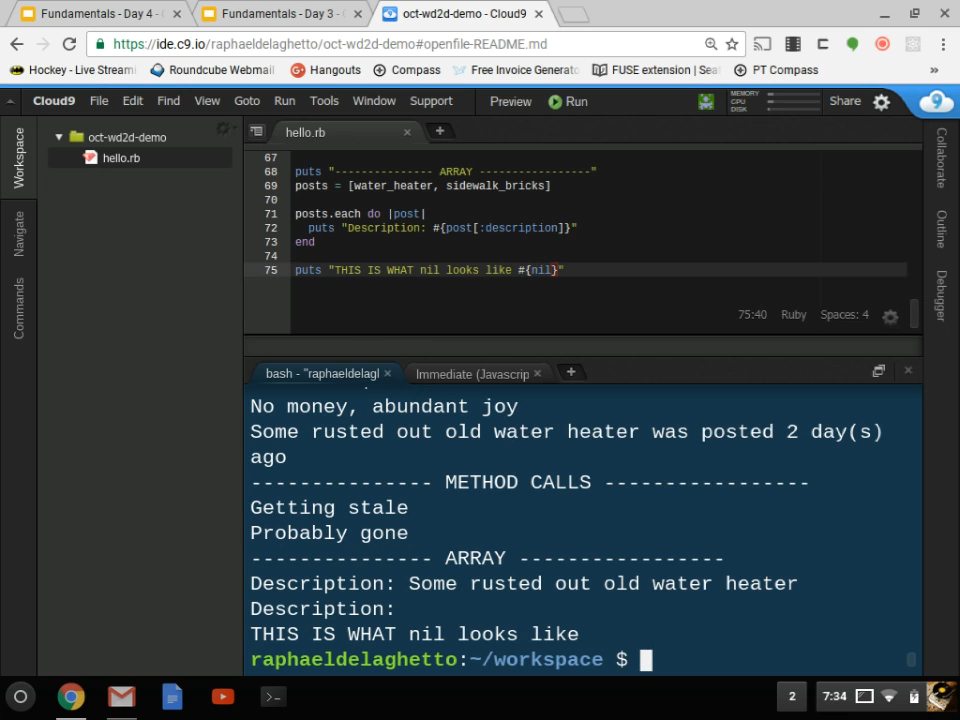 Fundamentals - Day 4 -
Fundamentals - Day 3 -
oct-wd2d-demo - Cloud9
https://ide.c9.io/raphaeldelaghetto/oct-wd2d-demo#openfile-README.md
Hockey - Live Streami
Roundcube Webmail
Hangouts
Compass
Free Invoice Generato
FUSE extension | Sea
PT Compass
»
Cloud9 File Edit Find View Goto Run Tools Window Support Preview Run
MEMORY
CPU
DISK
Share
9
Workspace
Navigate
Commands
oct-wd2d-demo
hello.rb
hello.rb
67
68 puts "--------------- ARRAY -----------------"
69 posts = [water_heater, sidewalk_bricks]
70
71 posts.each do |post|
72 puts "Description: #{post[:description]}"
73 end
74
75 puts "THIS IS WHAT nil looks like #{nil}"
75:40 Ruby Spaces: 4
Collaborate
Outline
Debugger
bash - "raphaeldelagl
Immediate (Javascrip
No money, abundant joy
Some rusted out old water heater was posted 2 day(s)
ago
--------------- METHOD CALLS -----------------
Getting stale
Probably gone
--------------- ARRAY -----------------
Description: Some rusted out old water heater
Description:
THIS IS WHAT nil looks like
raphaeldelaghetto:~/workspace $
2
7:34